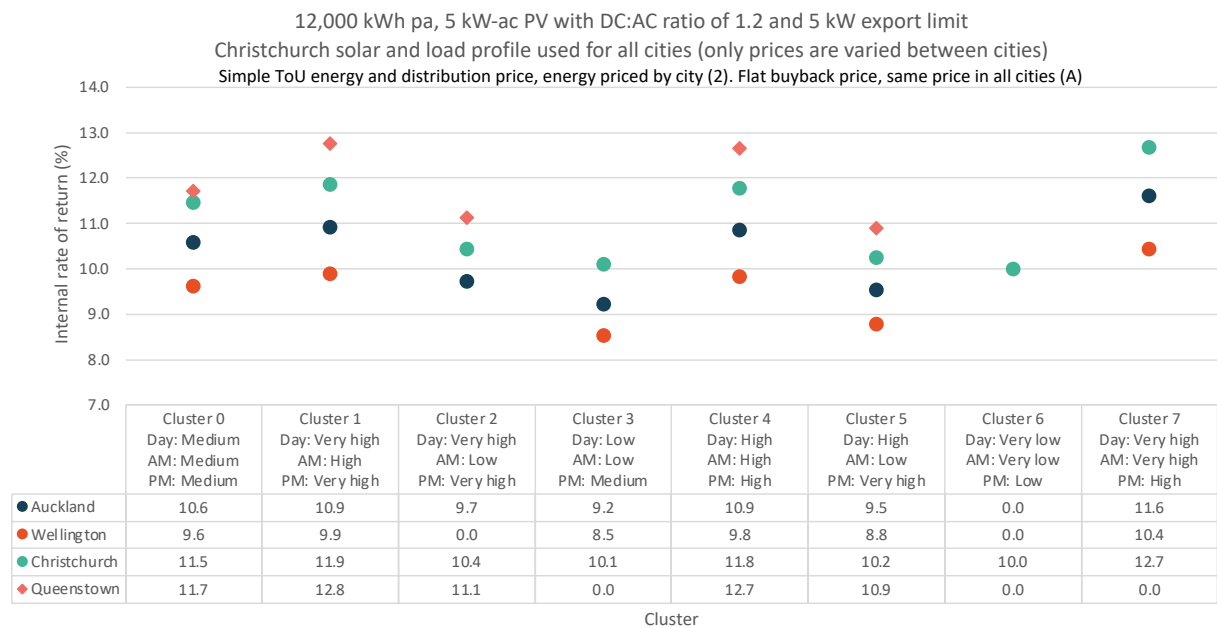 12,000 kWh pa, 5 kW-ac PV with DC:AC ratio of 1.2 and 5 kW export limit
Christchurch solar and load profile used for all cities (only prices are varied between cities)
Simple ToU energy and distribution price, energy priced by city (2). Flat buyback price, same price in all cities (A)
Internal rate of return (%)
14.0
13.0
12.0
11.0
10.0
9.0
8.0
7.0
Cluster 0 Cluster 1 Cluster 2 Cluster 3 Cluster 4 Cluster 5 Cluster 6 Cluster 7
Day: Medium Day: Very high Day: Very high Day: Low Day: High Day: High Day: Very low Day: Very high
AM: Medium AM: High AM: Low AM: Low AM: High AM: Low AM: Very low AM: Very high
PM: Medium PM: Very high PM: Very high PM: Medium PM: High PM: Very high PM: Low PM: High
Auckland 10.6 10.9 9.7 9.2 10.9 9.5 0.0 11.6
Wellington 9.6 9.9 0.0 8.5 9.8 8.8 0.0 10.4
Christchurch 11.5 11.9 10.4 10.1 11.8 10.2 10.0 12.7
Queenstown 11.7 12.8 11.1 0.0 12.7 10.9 0.0 0.0
Cluster